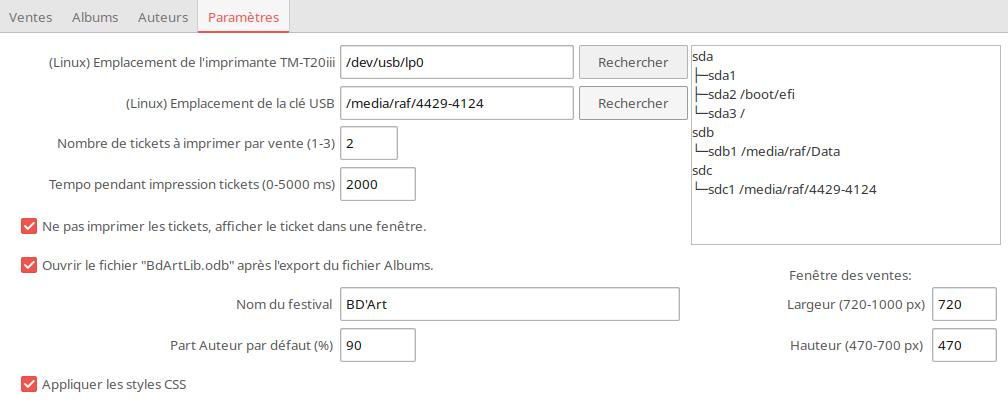 Ventes Albums Auteurs Paramètres
(Linux) Emplacement de l'imprimante TM-T20iii /dev/usb/lp0 Rechercher
(Linux) Emplacement de la clé USB /media/raf/4429-4124 Rechercher
Nombre de tickets à imprimer par vente (1-3) 2
Tempo pendant impression tickets (0-5000 ms) 2000
sda
├─sda1
├─sda2 /boot/efi
└─sda3 /
sdb
└─sdb1 /media/raf/Data
sdc
└─sdc1 /media/raf/4429-4124
Ne pas imprimer les tickets, afficher le ticket dans une fenêtre.
Ouvrir le fichier "BdArtLib.odb" après l'export du fichier Albums.
Nom du festival BD'Art
Part Auteur par défaut (%) 90
Fenêtre des ventes:
Largeur (720-1000 px) 720
Hauteur (470-700 px) 470
Appliquer les styles CSS